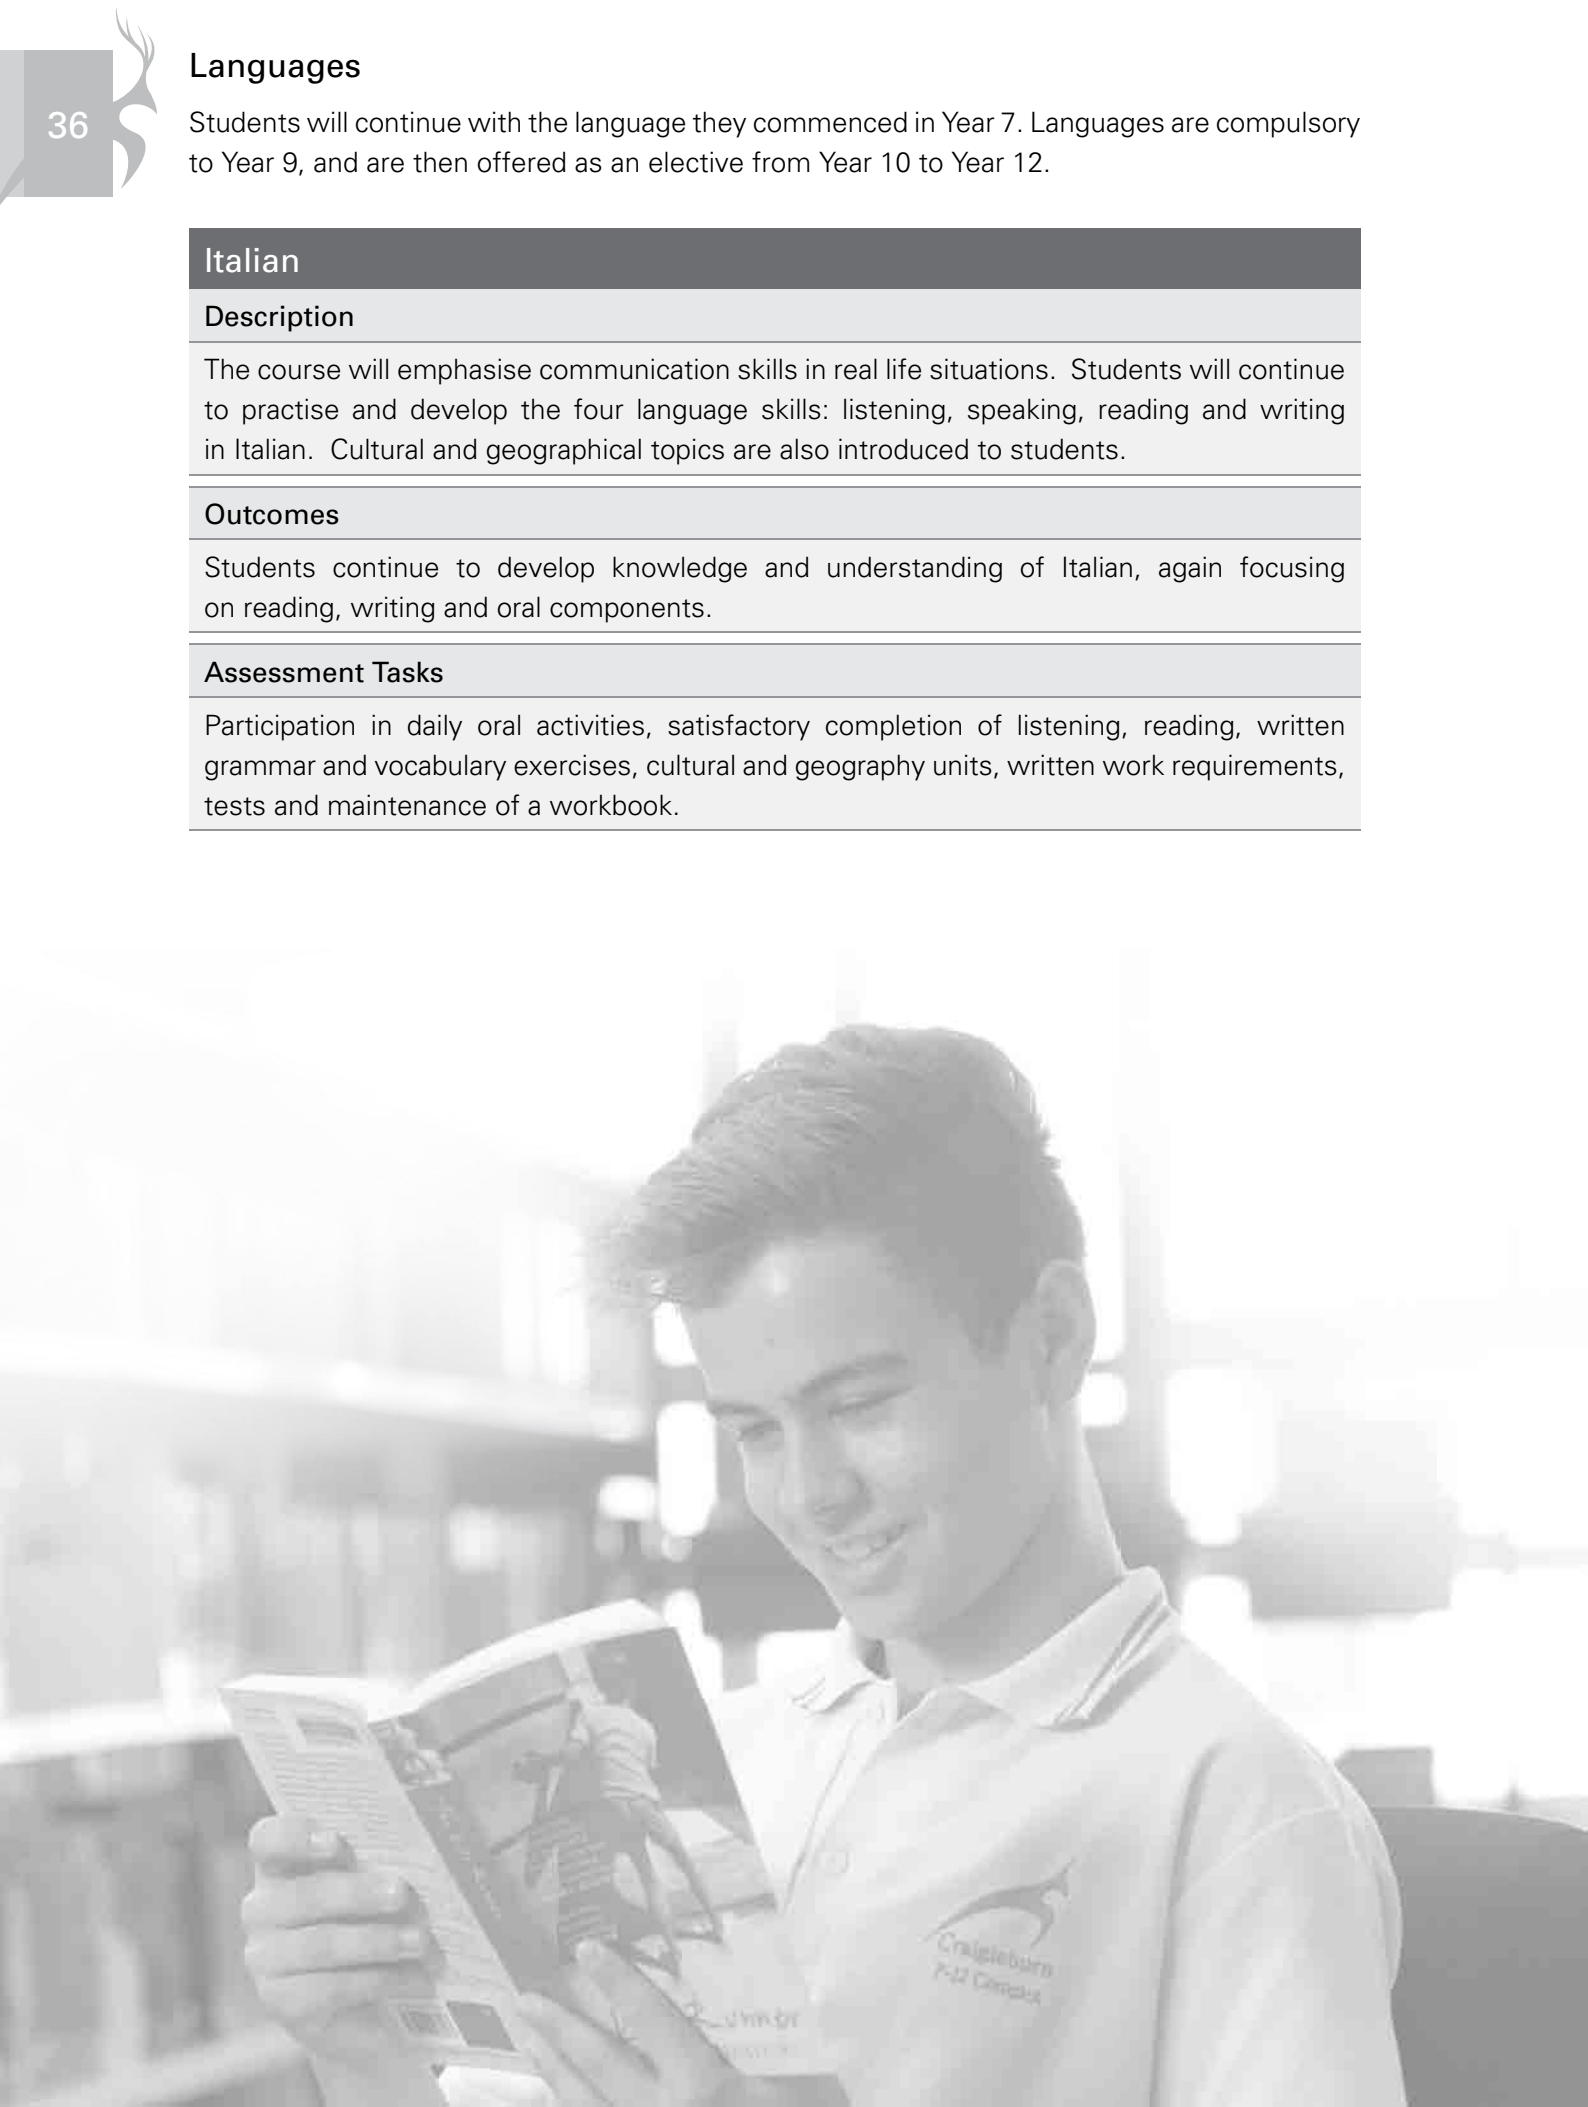 36
Languages
Students will continue with the language they commenced in Year 7. Languages are compulsory
to Year 9, and are then offered as an elective from Year 10 to Year 12.
Italian
Description
The course will emphasise communication skills in real life situations.  Students will continue
to practise and develop the four language skills: listening, speaking, reading and writing
in Italian.  Cultural and geographical topics are also introduced to students.
Outcomes
Students continue to develop knowledge and understanding of Italian, again focusing
on reading, writing and oral components.
Assessment Tasks
Participation in daily oral activities, satisfactory completion of listening, reading, written
grammar and vocabulary exercises, cultural and geography units, written work requirements,
tests and maintenance of a workbook.
Craigieburn